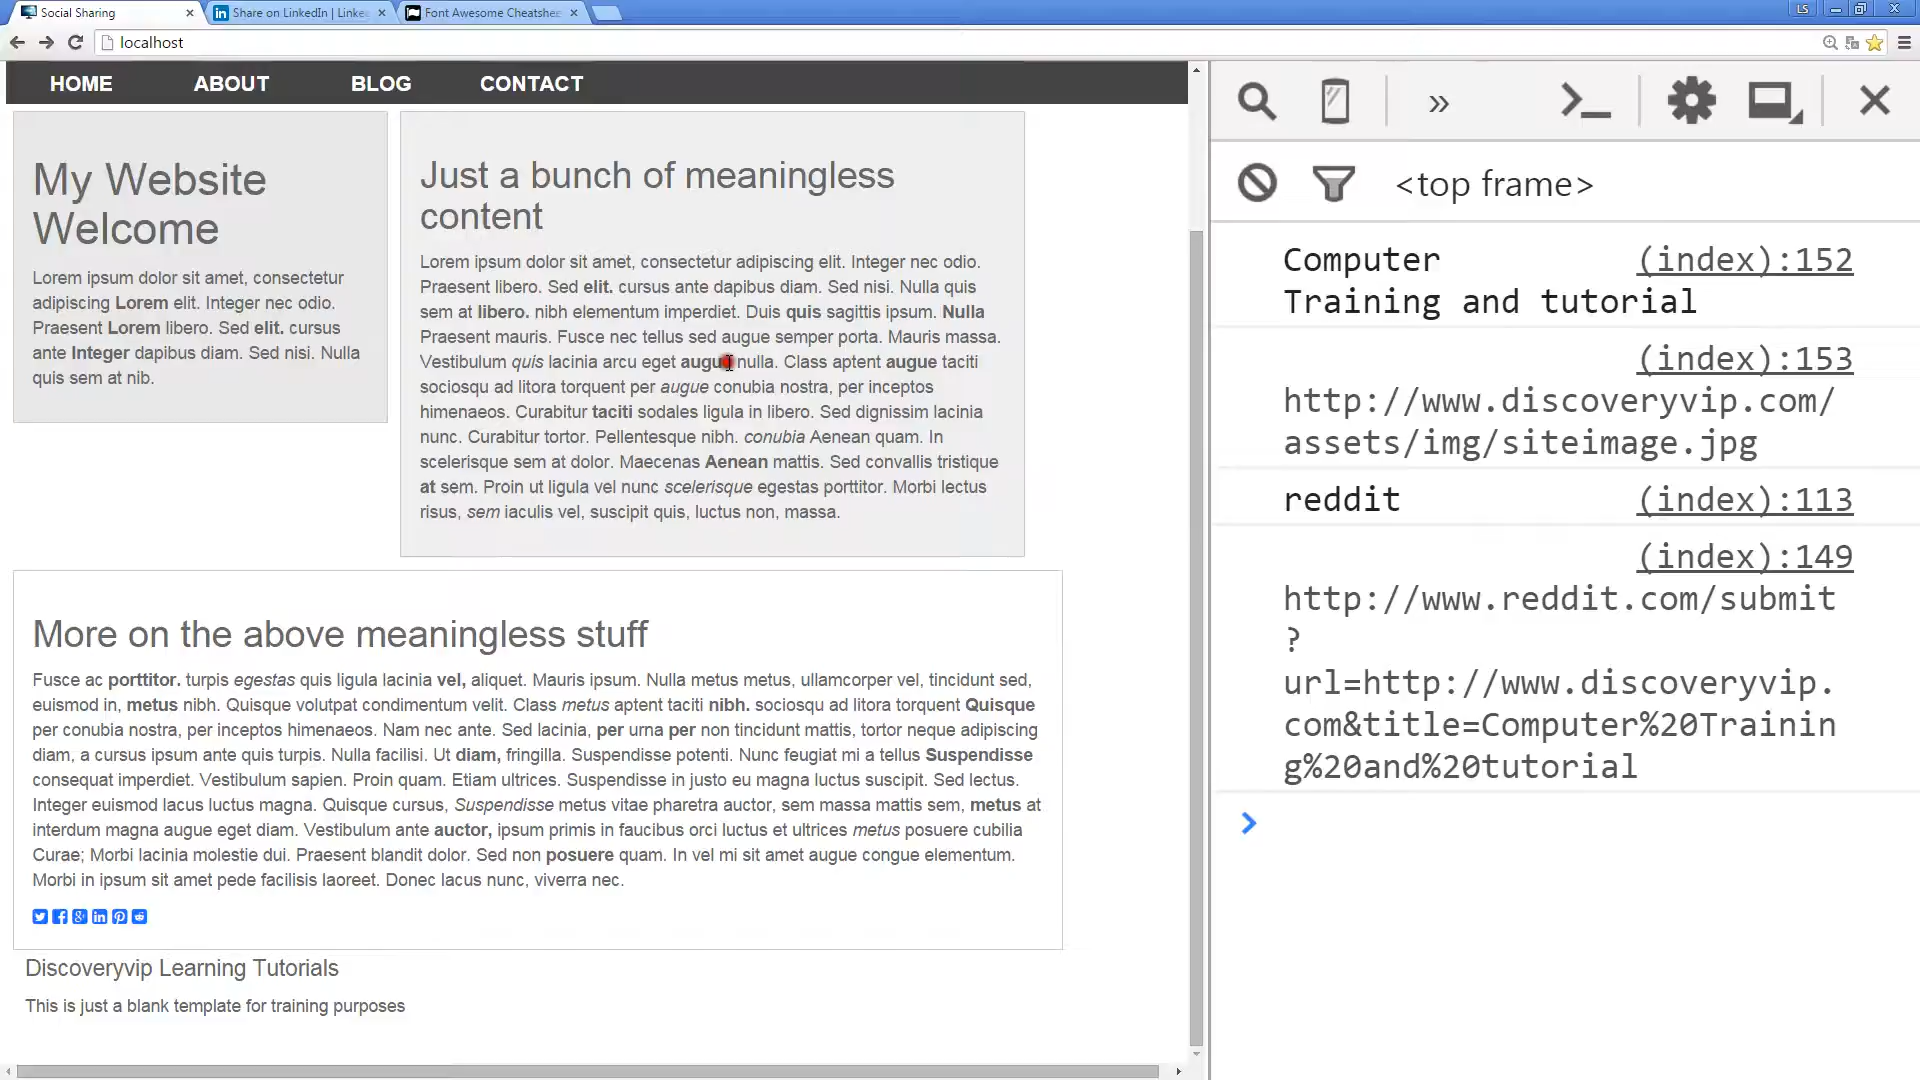 Social Sharing
Share on LinkedIn | Linke
Font Awesome Cheatshe
LS
localhost
HOME ABOUT BLOG CONTACT
My Website
Welcome
Lorem ipsum dolor sit amet, consectetur
adipiscing Lorem elit. Integer nec odio.
Praesent Lorem libero. Sed elit. cursus
ante Integer dapibus diam. Sed nisi. Nulla
quis sem at nib.
Just a bunch of meaningless
content
Lorem ipsum dolor sit amet, consectetur adipiscing elit. Integer nec odio.
Praesent libero. Sed elit. cursus ante dapibus diam. Sed nisi. Nulla quis
sem at libero. nibh elementum imperdiet. Duis quis sagittis ipsum. Nulla
Praesent mauris. Fusce nec tellus sed augue semper porta. Mauris massa.
Vestibulum quis lacinia arcu eget augue nulla. Class aptent augue taciti
sociosqu ad litora torquent per augue conubia nostra, per inceptos
himenaeos. Curabitur taciti sodales ligula in libero. Sed dignissim lacinia
nunc. Curabitur tortor. Pellentesque nibh. conubia Aenean quam. In
scelerisque sem at dolor. Maecenas Aenean mattis. Sed convallis tristique
at sem. Proin ut ligula vel nunc scelerisque egestas porttitor. Morbi lectus
risus, sem iaculis vel, suscipit quis, luctus non, massa.
More on the above meaningless stuff
Fusce ac porttitor. turpis egestas quis ligula lacinia vel, aliquet. Mauris ipsum. Nulla metus metus, ullamcorper vel, tincidunt sed,
euismod in, metus nibh. Quisque volutpat condimentum velit. Class metus aptent taciti nibh. sociosqu ad litora torquent Quisque
per conubia nostra, per inceptos himenaeos. Nam nec ante. Sed lacinia, per urna per non tincidunt mattis, tortor neque adipiscing
diam, a cursus ipsum ante quis turpis. Nulla facilisi. Ut diam, fringilla. Suspendisse potenti. Nunc feugiat mi a tellus Suspendisse
consequat imperdiet. Vestibulum sapien. Proin quam. Etiam ultrices. Suspendisse in justo eu magna luctus suscipit. Sed lectus.
Integer euismod lacus luctus magna. Quisque cursus, Suspendisse metus vitae pharetra auctor, sem massa mattis sem, metus at
interdum magna augue eget diam. Vestibulum ante auctor, ipsum primis in faucibus orci luctus et ultrices metus posuere cubilia
Curae; Morbi lacinia molestie dui. Praesent blandit dolor. Sed non posuere quam. In vel mi sit amet augue congue elementum.
Morbi in ipsum sit amet pede facilisis laoreet. Donec lacus nunc, viverra nec.
Discoveryvip Learning Tutorials
This is just a blank template for training purposes
<top frame>
Computer (index):152
Training and tutorial
(index):153
http://www.discoveryvip.com/
assets/img/siteimage.jpg
reddit (index):113
(index):149
http://www.reddit.com/submit
?
url=http://www.discoveryvip.
com&title=Computer%20Trainin
g%20and%20tutorial